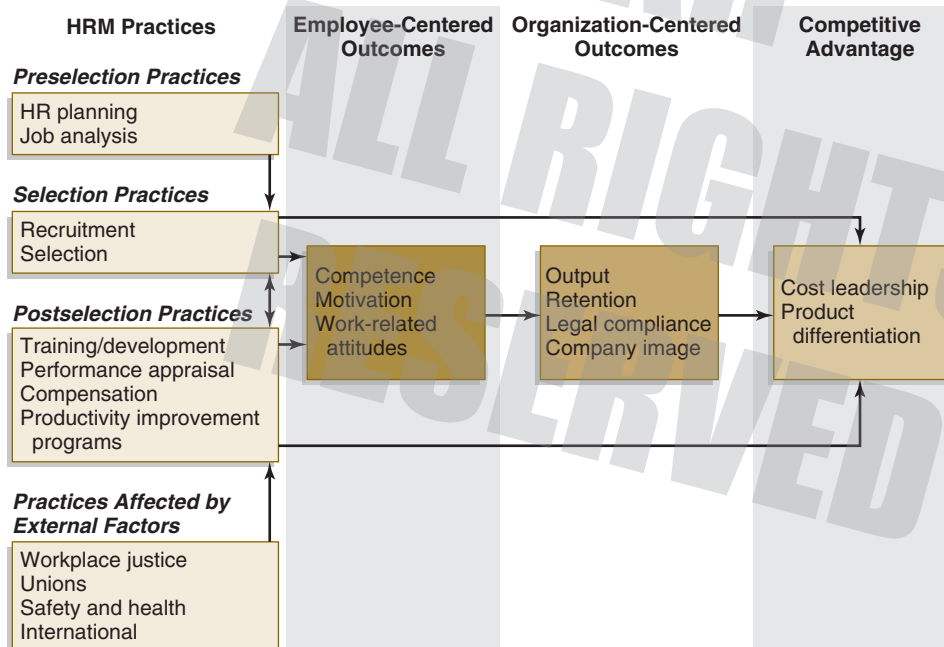 HRM Practices
Employee-Centered
Outcomes
Organization-Centered
Outcomes
Competitive
Advantage
Preselection Practices
HR planning
Job analysis
Selection Practices
Recruitment
Selection
Postselection Practices
Training/development
Performance appraisal
Compensation
Productivity improvement
programs
Practices Affected by
External Factors
Workplace justice
Unions
Safety and health
International
Competence
Motivation
Work-related
attitudes
Output
Retention
Legal compliance
Company image
Cost leadership
Product
differentiation
ALL RIGHTS
RESERVED